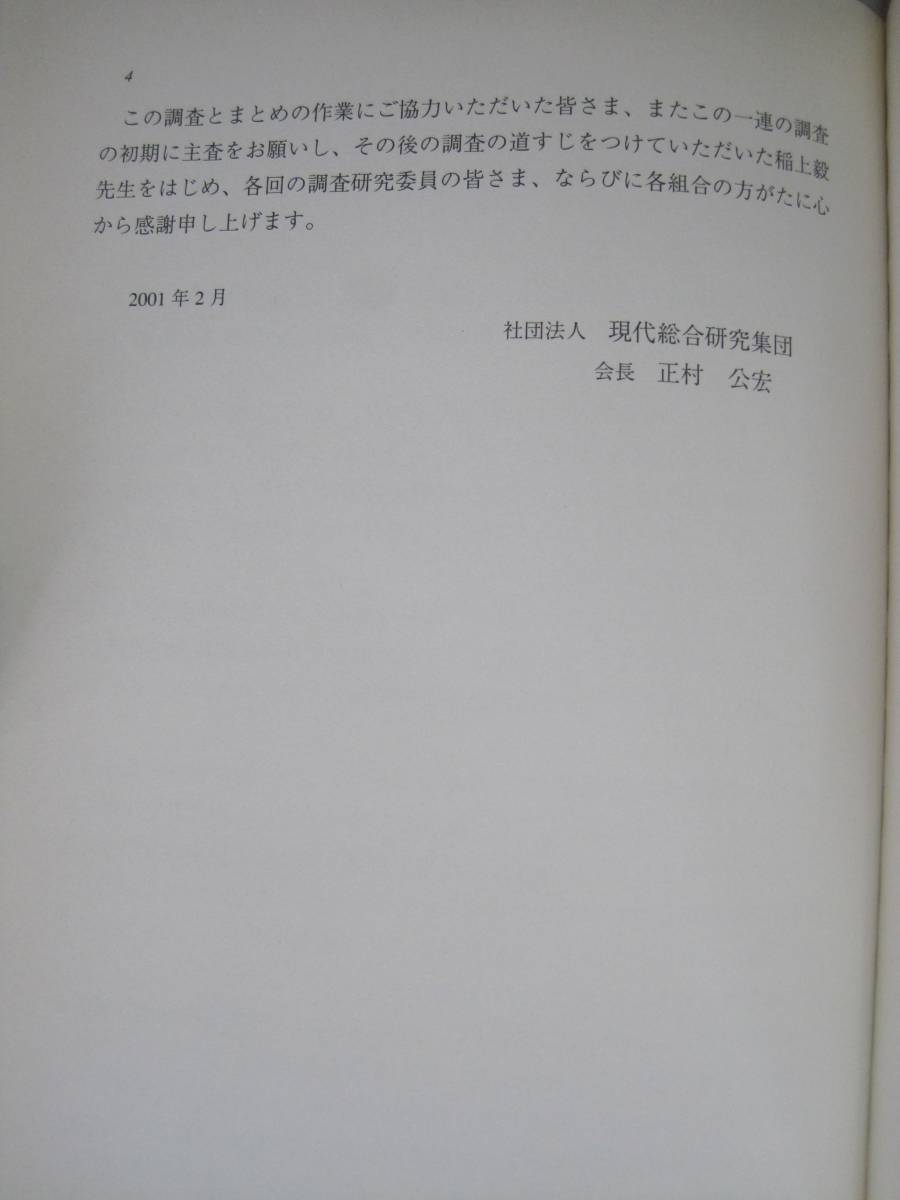 4
この調査とまとめの作業にご協力いただいた皆さま、またこの一連の調査
の初期に主査をお願いし、その後の調査の道すじをつけていただいた稲上毅
先生をはじめ、各回の調査研究委員の皆さま、ならびに各組合の方がたに心
から感謝申し上げます。
2001年2月
社団法人　現代総合研究集団
会長　正村　公宏